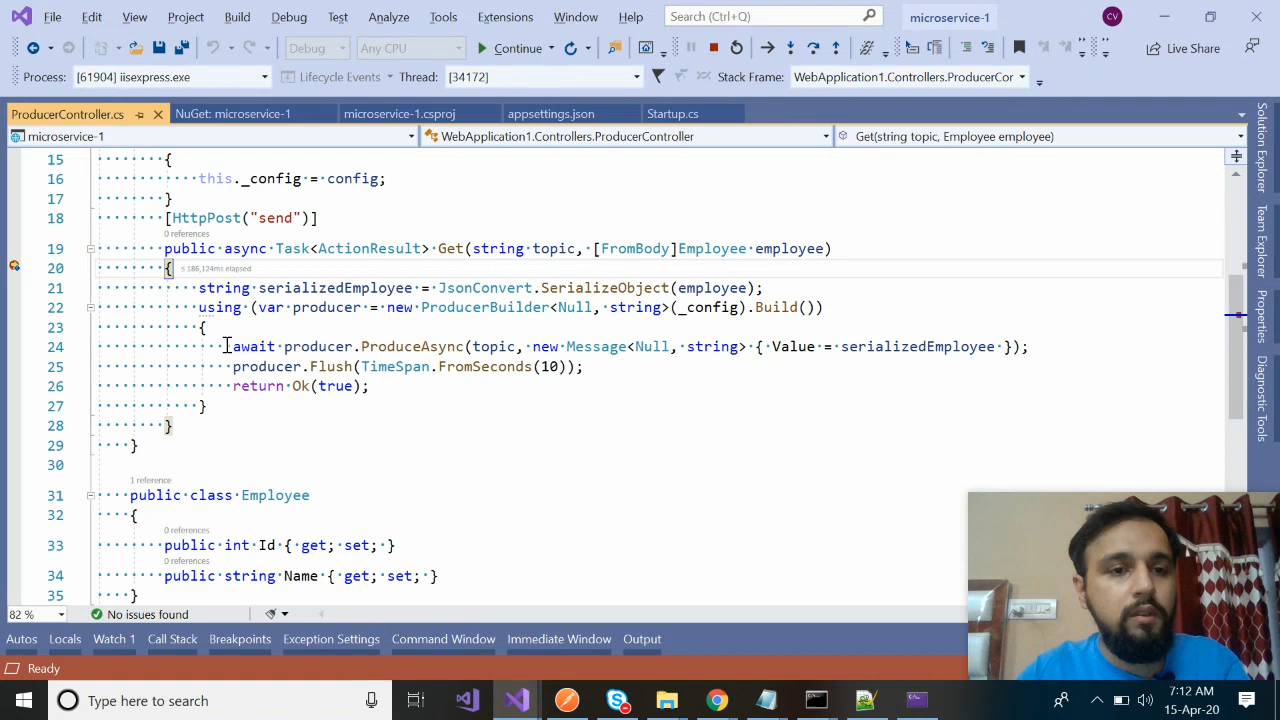 File Edit View Project Build Debug Test Analyze Tools Extensions Window Help Search (Ctrl+Q) microservice-1 CV
Debug Any CPU Continue Live Share
Process: [61904] iisexpress.exe Lifecycle Events Thread: [34172] Stack Frame: WebApplication1.Controllers.ProducerCor
ProducerController.cs NuGet: microservice-1 microservice-1.csproj appsettings.json Startup.cs
microservice-1 WebApplication1.Controllers.ProducerController Get(string topic, Employee employee)
15 {
16 this._config = config;
17 }
18 [HttpPost("send")]
0 references
19 public async Task<ActionResult> Get(string topic, [FromBody]Employee employee)
20 { ≤ 186,124ms elapsed
21 string serializedEmployee = JsonConvert.SerializeObject(employee);
22 using (var producer = new ProducerBuilder<Null, string>(_config).Build())
23 {
24 await producer.ProduceAsync(topic, new Message<Null, string> { Value = serializedEmployee });
25 producer.Flush(TimeSpan.FromSeconds(10));
26 return Ok(true);
27 }
28 }
29 }
30
1 reference
31 public class Employee
32 {
0 references
33 public int Id { get; set; }
0 references
34 public string Name { get; set; }
35 }
82 % No issues found
Autos Locals Watch 1 Call Stack Breakpoints Exception Settings Command Window Immediate Window Output
Ready
Type here to search
7:12 AM
15-Apr-20
Solution Explorer
Team Explorer
Properties
Diagnostic Tools